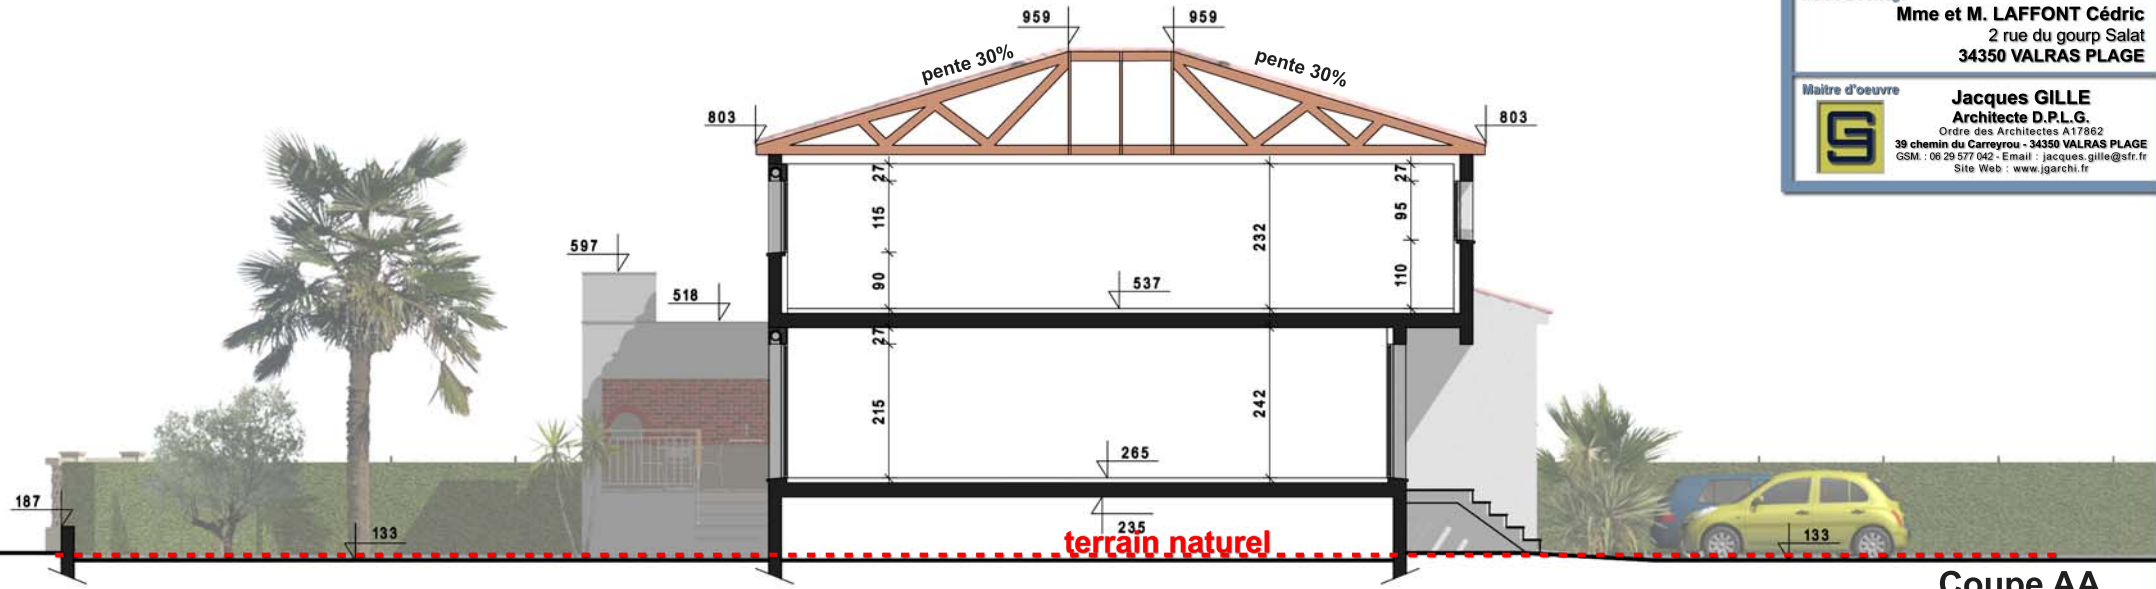 Mme et M. LAFFONT Cédric
2 rue du gourp Salat
34350 VALRAS PLAGE
Maitre d'oeuvre
Jacques GILLE
Architecte D.P.L.G.
Ordre des Architectes A17862
39 chemin du Carreyrou - 34350 VALRAS PLAGE
GSM. : 06 29 577 042 - Email : jacques.gille@sfr.fr
Site Web : www.jgarchi.fr
959
959
pente 30%
pente 30%
803
803
27
27
115
95
232
597
90
110
537
518
27
215
242
265
187
235
133
terrain naturel
133
Coupe AA